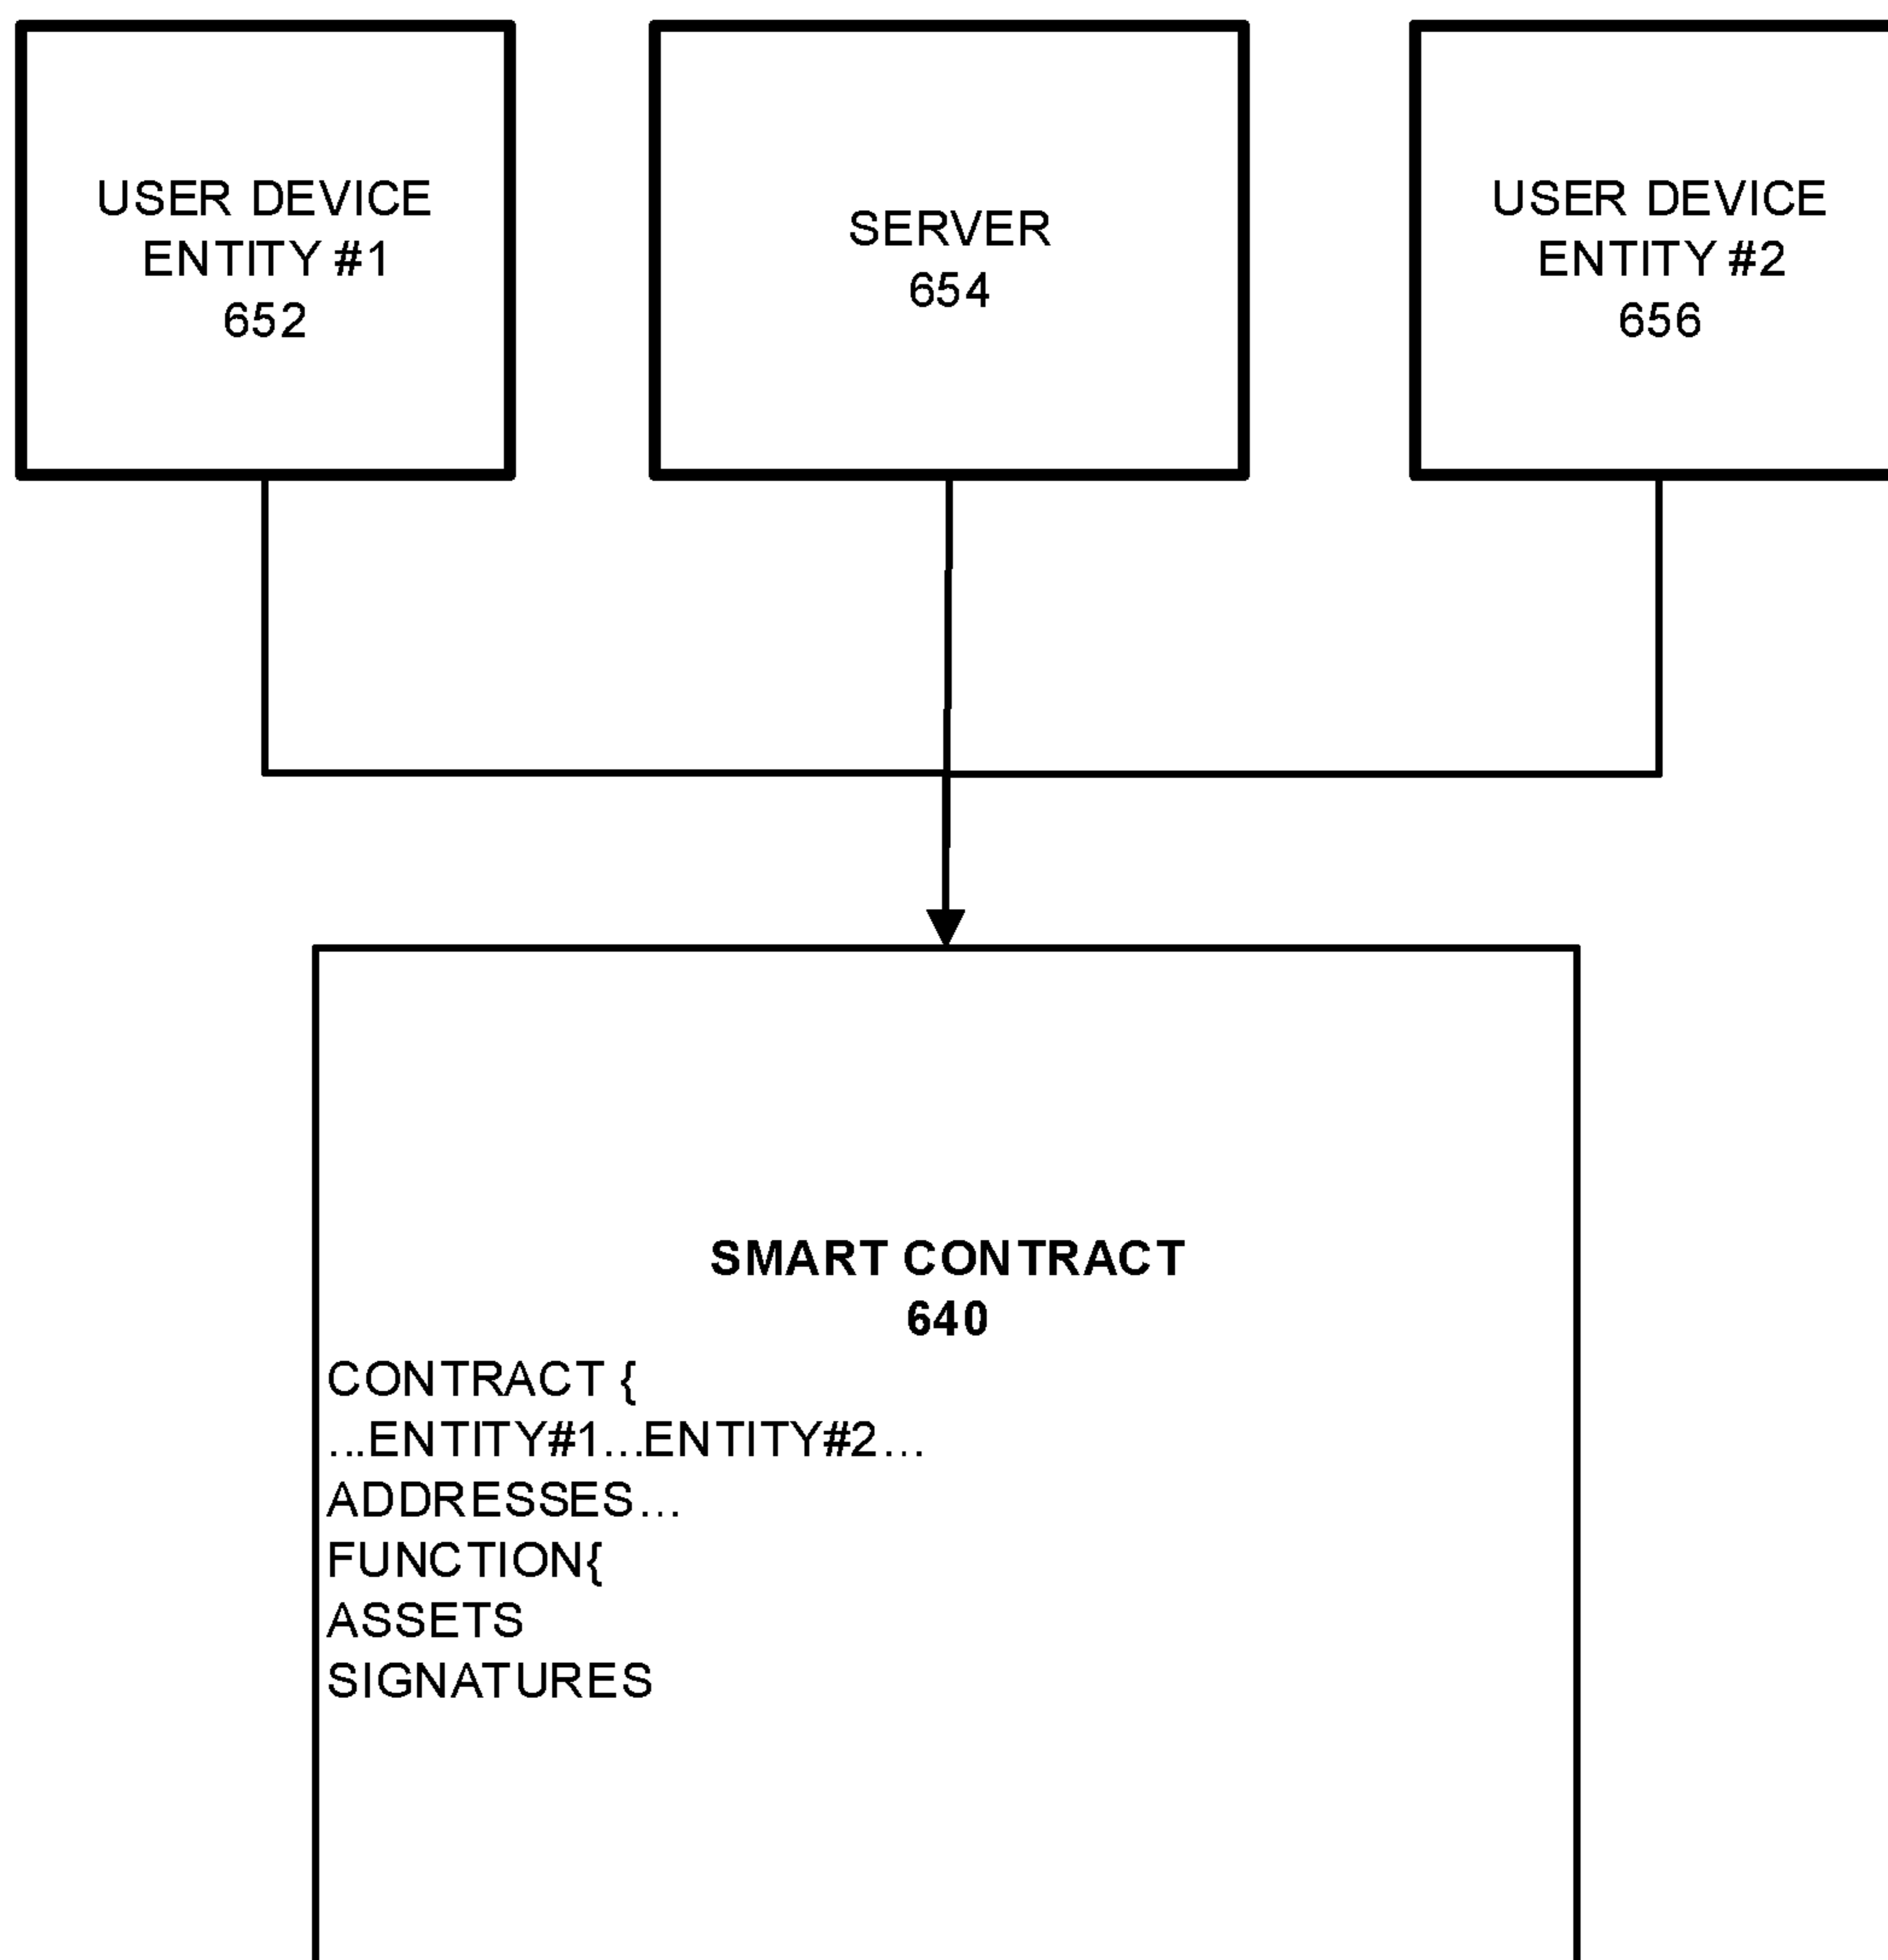 USER DEVICE
ENTITY #1
652
SERVER
654
USER DEVICE
ENTITY #2
656
SMART CONTRACT
640
CONTRACT {
...ENTITY#1...ENTITY#2...
ADDRESSES...
FUNCTION{
ASSETS
SIGNATURES